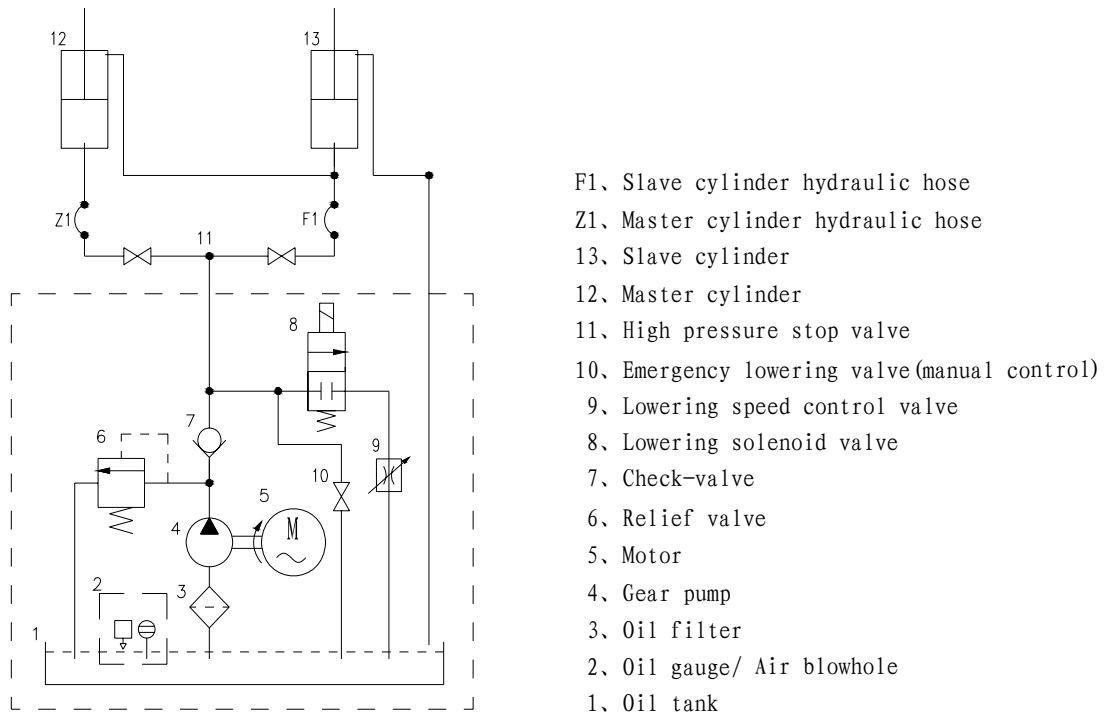 12
13
Z1
11
F1
8
7
6
9
10
5
4
M
2
3
1
F1、Slave cylinder hydraulic hose
Z1、Master cylinder hydraulic hose
13、Slave cylinder
12、Master cylinder
11、High pressure stop valve
10、Emergency lowering valve(manual control)
9、Lowering speed control valve
8、Lowering solenoid valve
7、Check-valve
6、Relief valve
5、Motor
4、Gear pump
3、Oil filter
2、Oil gauge/ Air blowhole
1、Oil tank